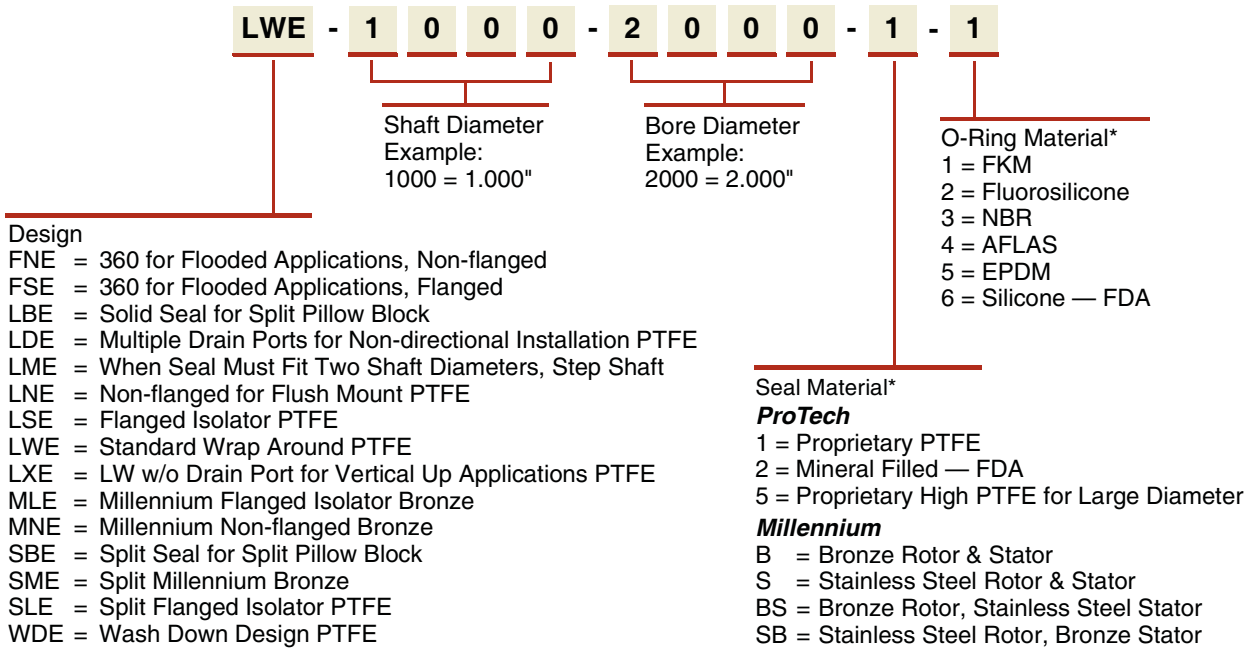 LWE - 1 0 0 0 - 2 0 0 0 - 1 - 1
Shaft Diameter
Example:
1000 = 1.000"
Bore Diameter
Example:
2000 = 2.000"
O-Ring Material*
1 = FKM
2 = Fluorosilicone
3 = NBR
4 = AFLAS
5 = EPDM
6 = Silicone — FDA
Design
FNE = 360 for Flooded Applications, Non-flanged
FSE = 360 for Flooded Applications, Flanged
LBE = Solid Seal for Split Pillow Block
LDE = Multiple Drain Ports for Non-directional Installation PTFE
LME = When Seal Must Fit Two Shaft Diameters, Step Shaft
LNE = Non-flanged for Flush Mount PTFE
LSE = Flanged Isolator PTFE
LWE = Standard Wrap Around PTFE
LXE = LW w/o Drain Port for Vertical Up Applications PTFE
MLE = Millennium Flanged Isolator Bronze
MNE = Millennium Non-flanged Bronze
SBE = Split Seal for Split Pillow Block
SME = Split Millennium Bronze
SLE = Split Flanged Isolator PTFE
WDE = Wash Down Design PTFE
Seal Material*
ProTech
1 = Proprietary PTFE
2 = Mineral Filled — FDA
5 = Proprietary High PTFE for Large Diameter
Millennium
B = Bronze Rotor & Stator
S = Stainless Steel Rotor & Stator
BS = Bronze Rotor, Stainless Steel Stator
SB = Stainless Steel Rotor, Bronze Stator